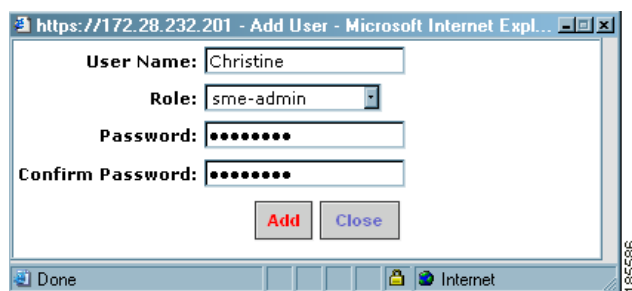 https://172.28.232.201 - Add User - Microsoft Internet Expl...
User Name: Christine
Role: sme-admin
Password: ●●●●●●●●
Confirm Password: ●●●●●●●●
Add Close
Done Internet
185586